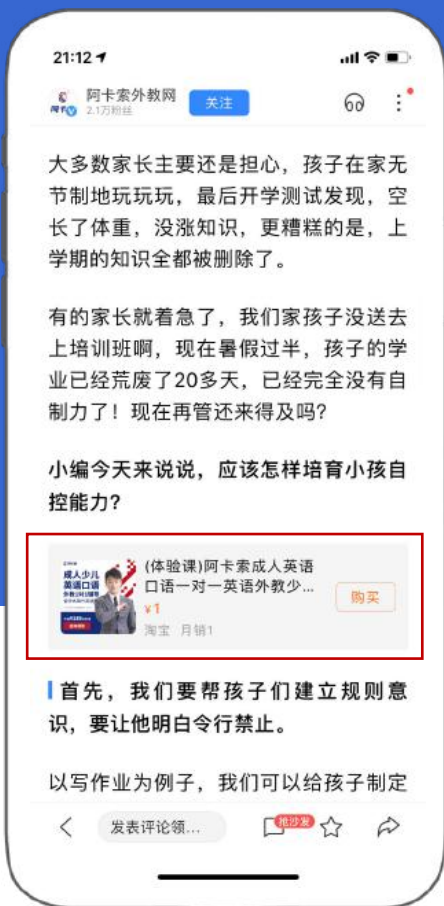 21:12
阿卡索外教网
2.1万粉丝
关注
大多数家长主要还是担心，孩子在家无
节制地玩玩玩，最后开学测试发现，空
长了体重，没涨知识，更糟糕的是，上
学期的知识全都被删除了。
有的家长就着急了，我们家孩子没送去
上培训班啊，现在暑假过半，孩子的学
业已经荒废了20多天，已经完全没有自
制力了！现在再管还来得及吗？
小编今天来说说，应该怎样培育小孩自
控能力？
成人少儿
英语口语
(体验课)阿卡索成人英语
口语一对一英语外教少...
¥1
淘宝 月销1
购买
首先，我们要帮孩子们建立规则意
识，要让他明白令行禁止。
以写作业为例子，我们可以给孩子制定
发表评论领...
抢沙发